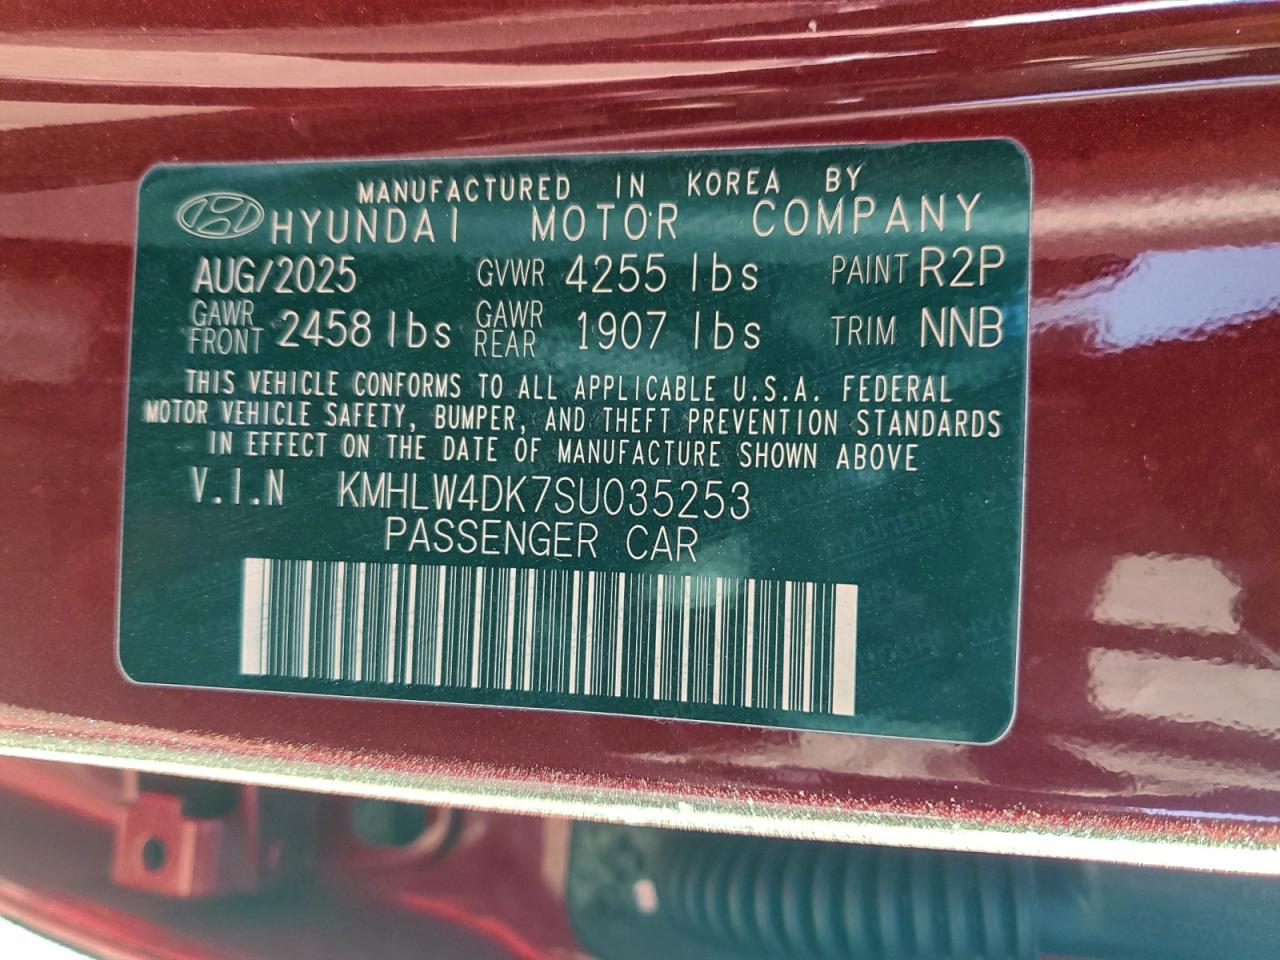 MANUFACTURED IN KOREA BY
HYUNDAI MOTOR COMPANY
AUG/2025 GVWR 4255 lbs PAINT R2P
GAWR FRONT 2458 lbs GAWR REAR 1907 lbs TRIM NNB
THIS VEHICLE CONFORMS TO ALL APPLICABLE U.S.A. FEDERAL
MOTOR VEHICLE SAFETY, BUMPER, AND THEFT PREVENTION STANDARDS
IN EFFECT ON THE DATE OF MANUFACTURE SHOWN ABOVE
V.I.N KMHLW4DK7SU035253
PASSENGER CAR